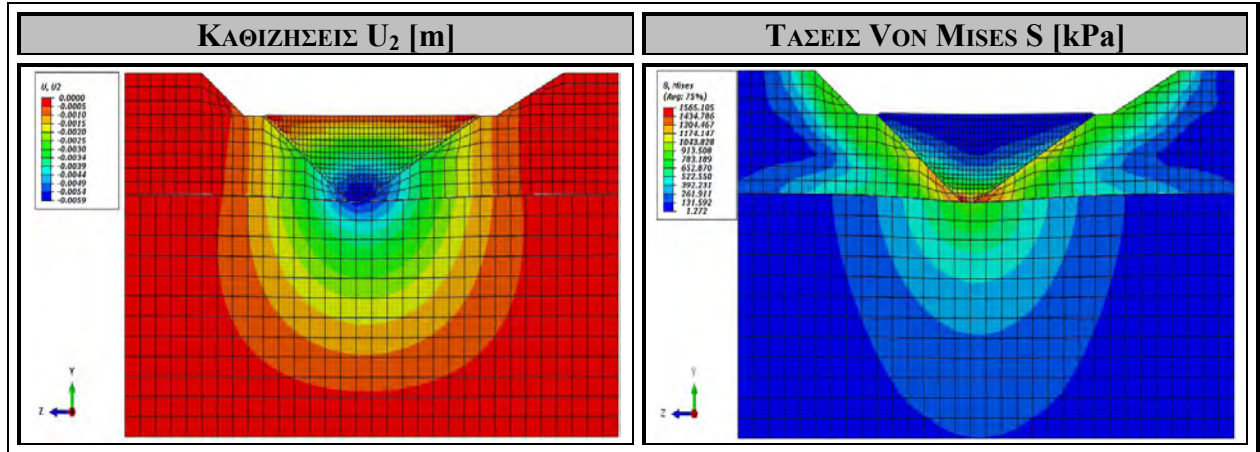 ΚΑΘΙΖΗΣΕΙΣ U2 [m]
ΤΑΣΕΙΣ VON MISES S [kPa]
U, U2
0.0000
-0.0005
-0.0010
-0.0015
-0.0020
-0.0025
-0.0030
-0.0034
-0.0039
-0.0044
-0.0049
-0.0054
-0.0059
Y
Z
S, Mises
(Avg: 75%)
1565.105
1434.786
1304.467
1174.147
1043.828
913.508
783.189
652.870
522.550
392.231
261.911
131.592
1.272
Y
Z